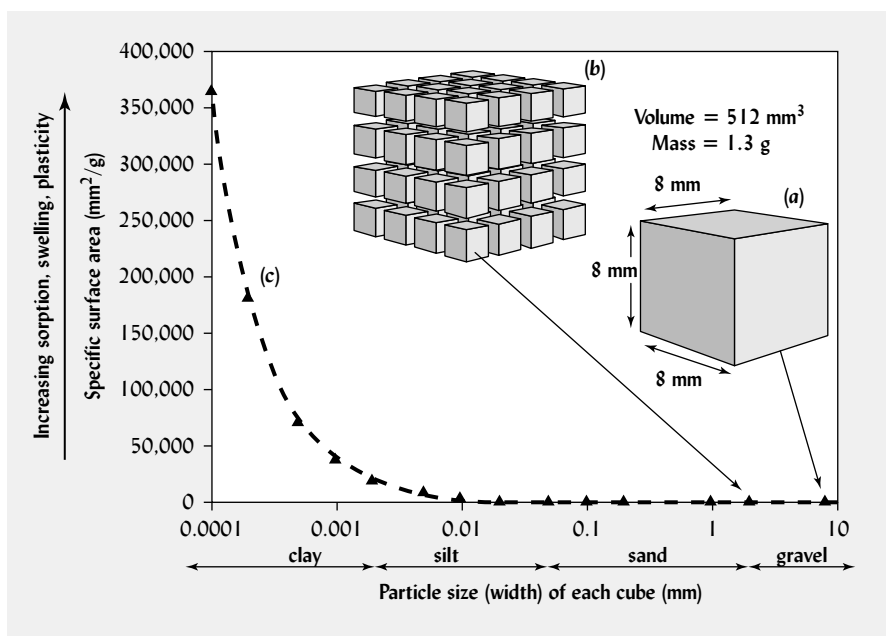 400,000
350,000
300,000
250,000
200,000
150,000
100,000
50,000
0
Increasing sorption, swelling, plasticity
Specific surface area (mm²/g)
(b)
Volume = 512 mm³
Mass = 1.3 g
8 mm
(a)
8 mm
8 mm
(c)
0.0001 0.001 0.01 0.1 1 10
clay silt sand gravel
Particle size (width) of each cube (mm)